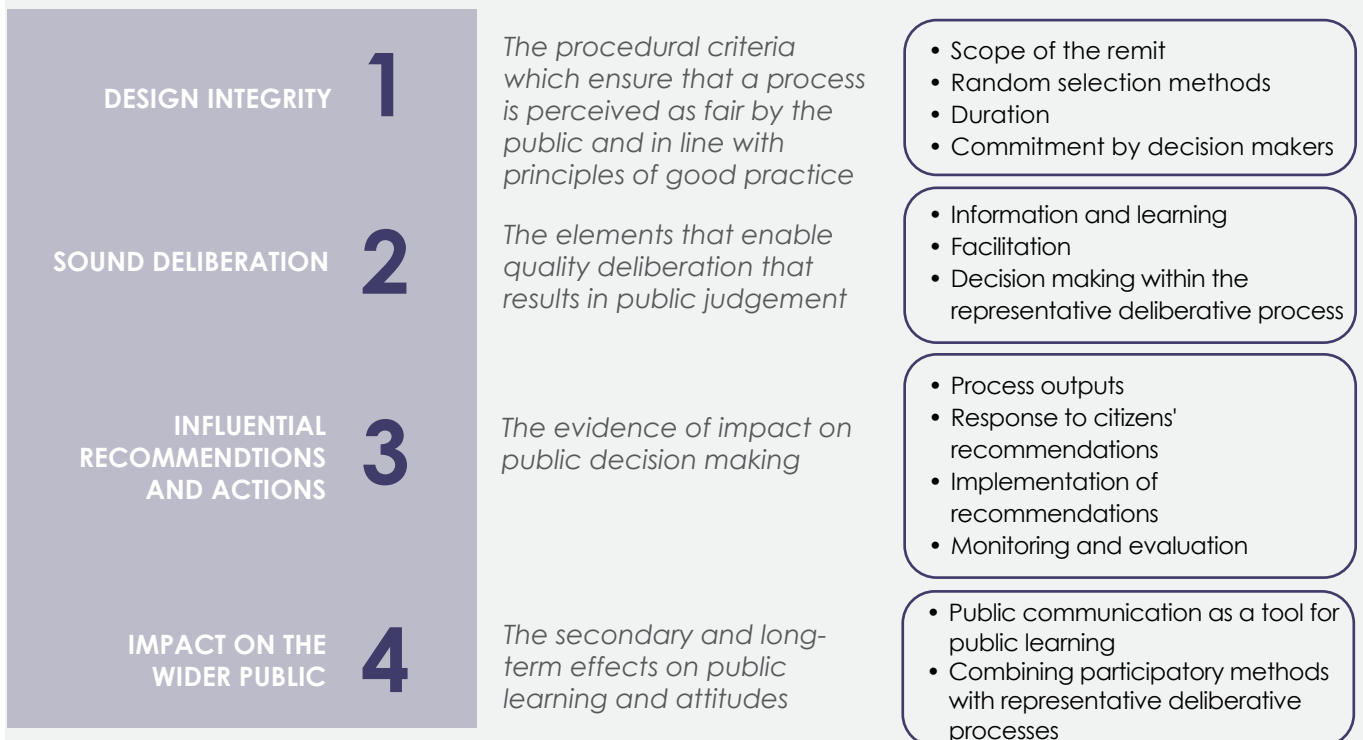 DESIGN INTEGRITY
1
The procedural criteria
which ensure that a process
is perceived as fair by the
public and in line with
principles of good practice
• Scope of the remit
• Random selection methods
• Duration
• Commitment by decision makers
SOUND DELIBERATION
2
The elements that enable
quality deliberation that
results in public judgement
• Information and learning
• Facilitation
• Decision making within the
representative deliberative process
INFLUENTIAL
RECOMMENDTIONS
AND ACTIONS
3
The evidence of impact on
public decision making
• Process outputs
• Response to citizens'
recommendations
• Implementation of
recommendations
• Monitoring and evaluation
IMPACT ON THE
WIDER PUBLIC
4
The secondary and long-
term effects on public
learning and attitudes
• Public communication as a tool for
public learning
• Combining participatory methods
with representative deliberative
processes